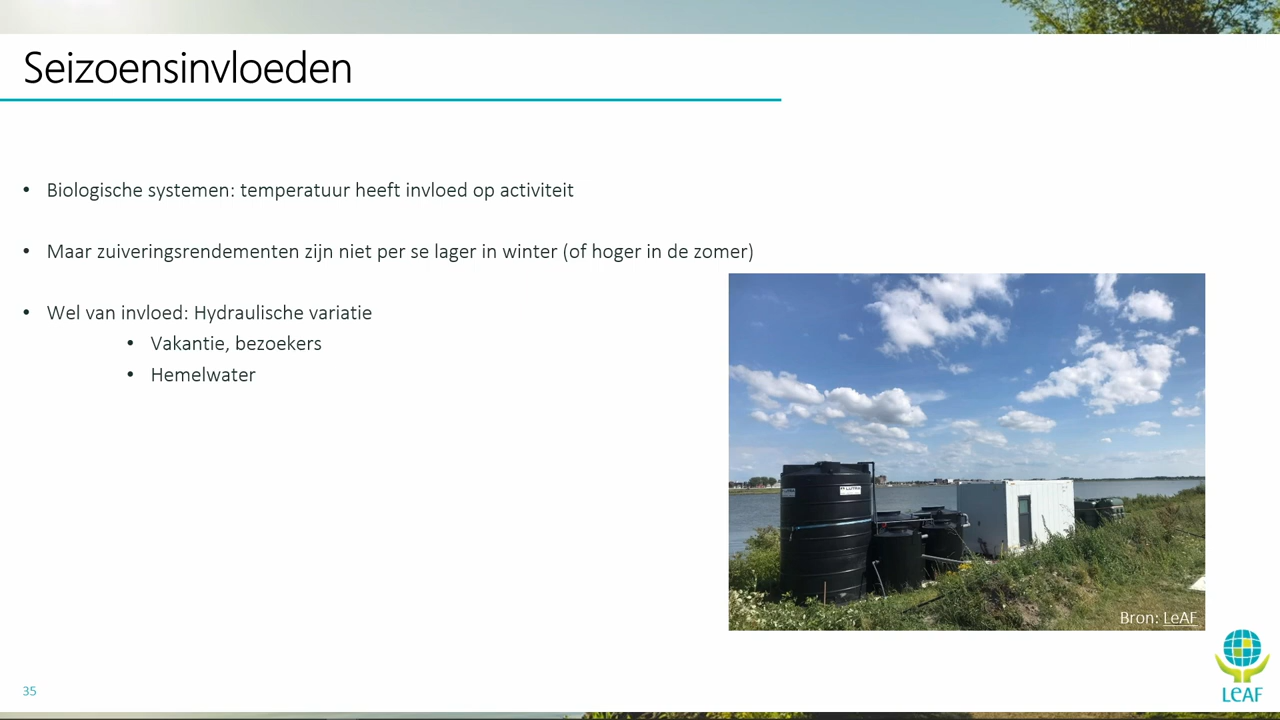 Seizoensinvloeden
• Biologische systemen: temperatuur heeft invloed op activiteit
• Maar zuiveringsrendementen zijn niet per se lager in winter (of hoger in de zomer)
• Wel van invloed: Hydraulische variatie
• Vakantie, bezoekers
• Hemelwater
Bron: LeAF
35
LeAF